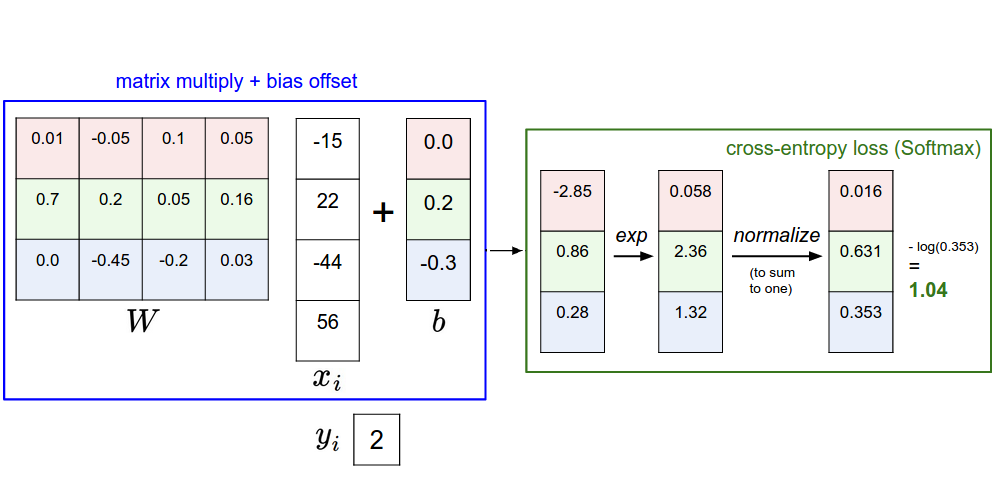 matrix multiply + bias offset
0.01 -0.05 0.1 0.05
0.7 0.2 0.05 0.16
0.0 -0.45 -0.2 0.03
W
-15
22
-44
56
xi
+
0.0
0.2
-0.3
b
yi 2
cross-entropy loss (Softmax)
-2.85
0.86
0.28
exp
0.058
2.36
1.32
normalize
(to sum
to one)
0.016
0.631
0.353
- log(0.353)
=
1.04